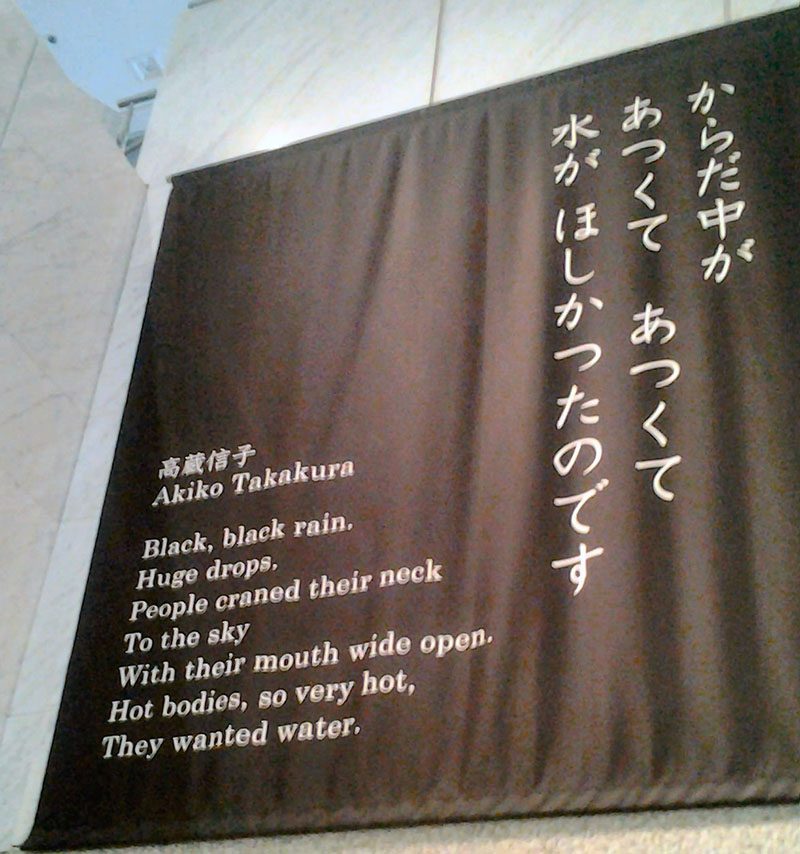 からだ中が
あつくて あつくて
水が ほしかつたのです
高蔵信子
Akiko Takakura
Black, black rain.
Huge drops,
People craned their neck
To the sky
With their mouth wide open.
Hot bodies, so very hot,
They wanted water.